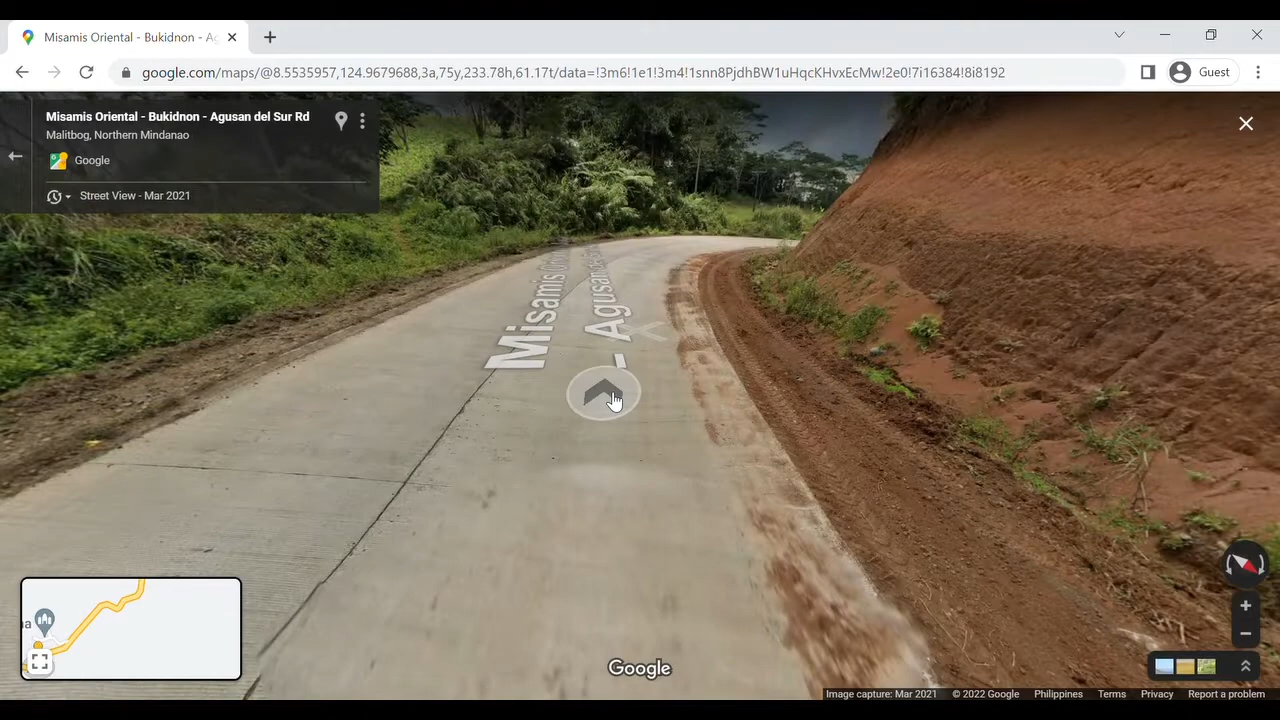 Misamis Oriental - Bukidnon - Ag
google.com/maps/@8.5535957,124.9679688,3a,75y,237.78h,61.17t/data=!3m6!1e1!3m4!1snn8PjdhBW1uHqcKHvxEcMw!2e0!7i16384!8i8192
Guest
Misamis Oriental - Bukidnon - Agusan del Sur Rd
Malitbog, Northern Mindanao
Google
Street View - Mar 2021
Misamis
- Agusan
a
Google
Image capture: Mar 2021 © 2022 Google Philippines Terms Privacy Report a problem